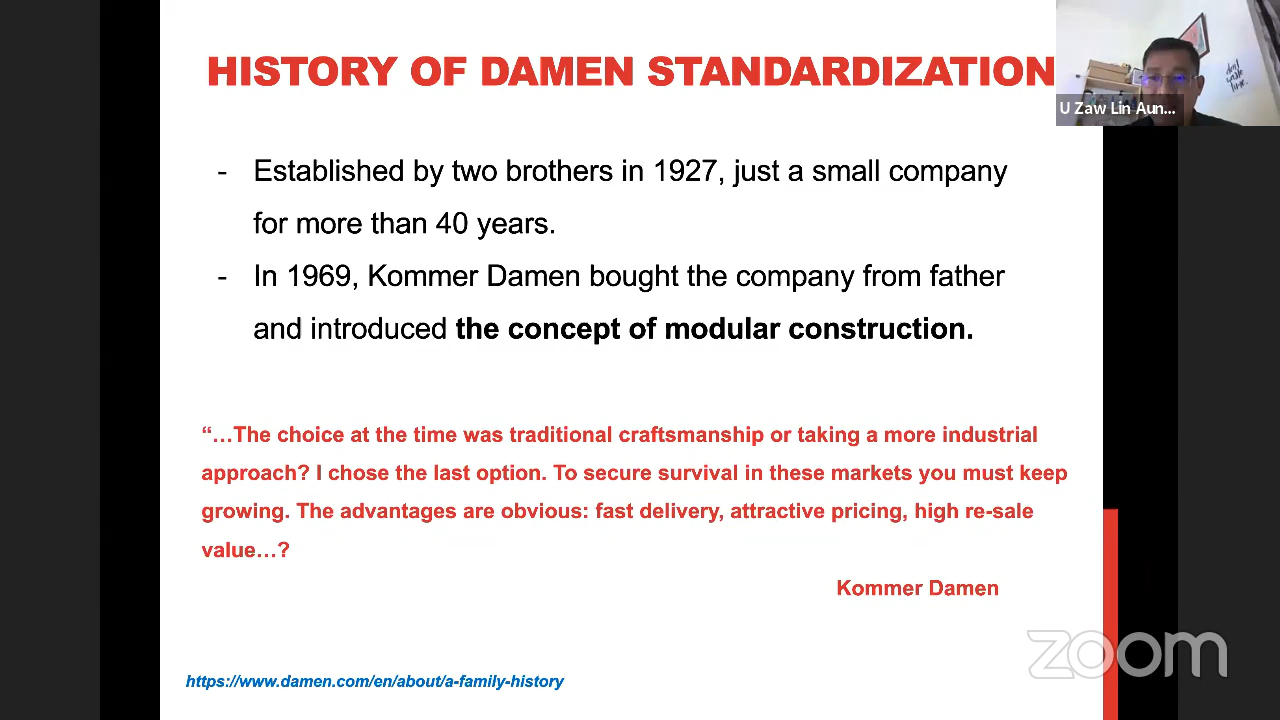 HISTORY OF DAMEN STANDARDIZATION
U Zaw Lin Aun...
don't waste time.
- Established by two brothers in 1927, just a small company
for more than 40 years.
- In 1969, Kommer Damen bought the company from father
and introduced the concept of modular construction.
“…The choice at the time was traditional craftsmanship or taking a more industrial
approach? I chose the last option. To secure survival in these markets you must keep
growing. The advantages are obvious: fast delivery, attractive pricing, high re-sale
value…?
Kommer Damen
zoom
https://www.damen.com/en/about/a-family-history